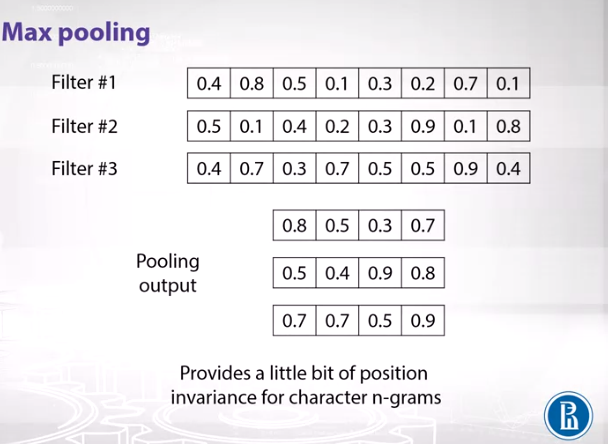 Max pooling
Filter #1 0.4 0.8 0.5 0.1 0.3 0.2 0.7 0.1
Filter #2 0.5 0.1 0.4 0.2 0.3 0.9 0.1 0.8
Filter #3 0.4 0.7 0.3 0.7 0.5 0.5 0.9 0.4
0.8 0.5 0.3 0.7
Pooling
output
0.5 0.4 0.9 0.8
0.7 0.7 0.5 0.9
Provides a little bit of position
invariance for character n-grams